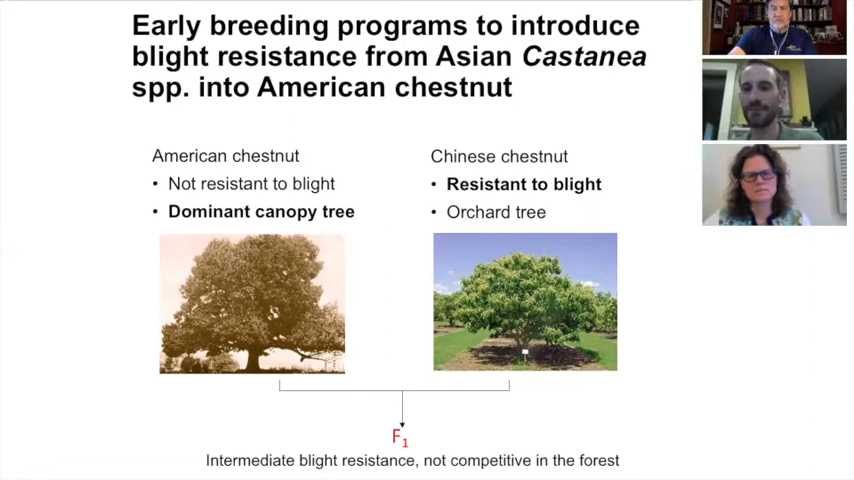 Early breeding programs to introduce
blight resistance from Asian Castanea
spp. into American chestnut
American chestnut
• Not resistant to blight
• Dominant canopy tree
Chinese chestnut
• Resistant to blight
• Orchard tree
F1
Intermediate blight resistance, not competitive in the forest